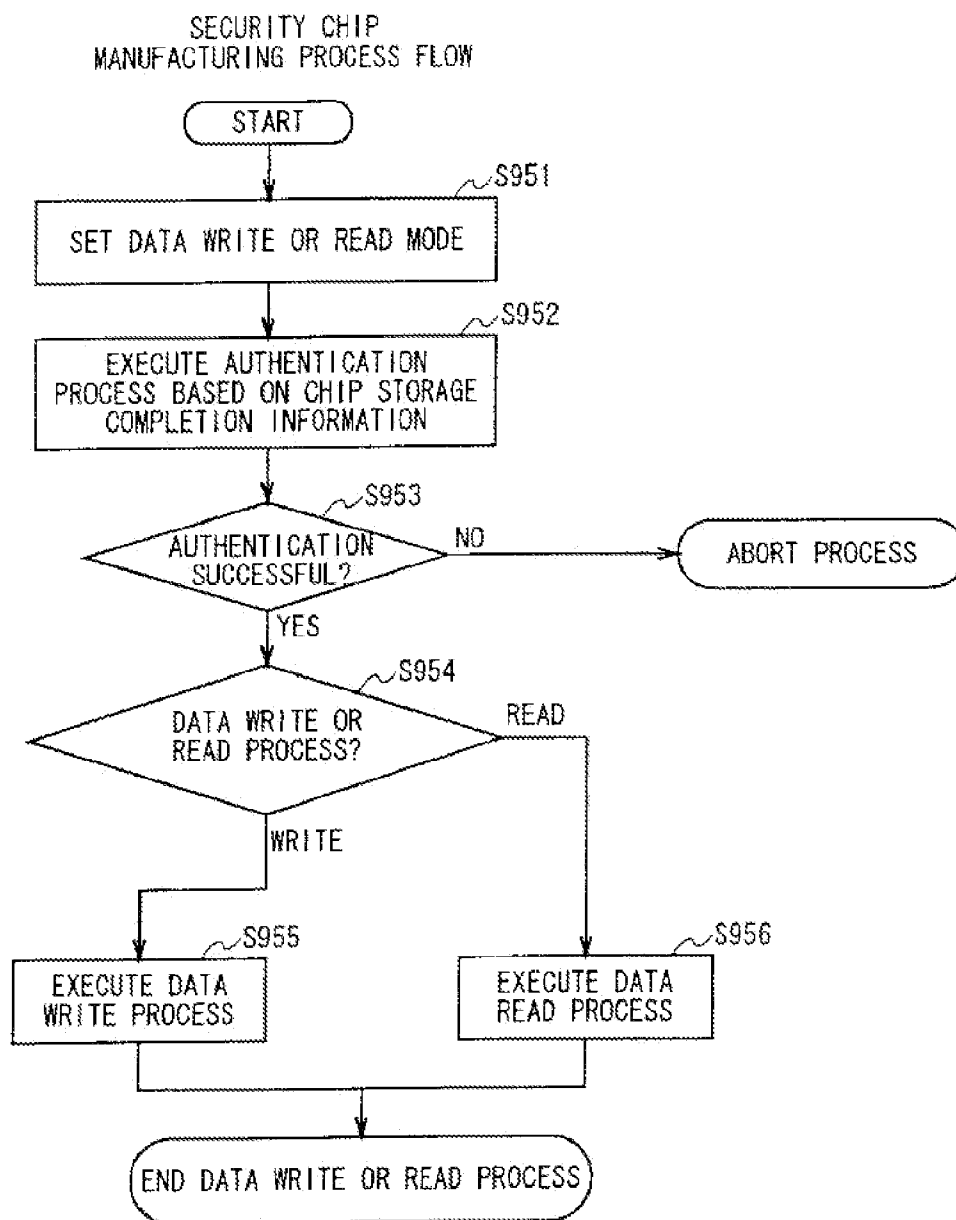 SECURITY CHIP
MANUFACTURING PROCESS FLOW
START
S951
SET DATA WRITE OR READ MODE
S952
EXECUTE AUTHENTICATION
PROCESS BASED ON CHIP STORAGE
COMPLETION INFORMATION
S953
AUTHENTICATION
SUCCESSFUL?
NO
ABORT PROCESS
YES
S954
DATA WRITE OR
READ PROCESS?
READ
WRITE
S955
EXECUTE DATA
WRITE PROCESS
S956
EXECUTE DATA
READ PROCESS
END DATA WRITE OR READ PROCESS